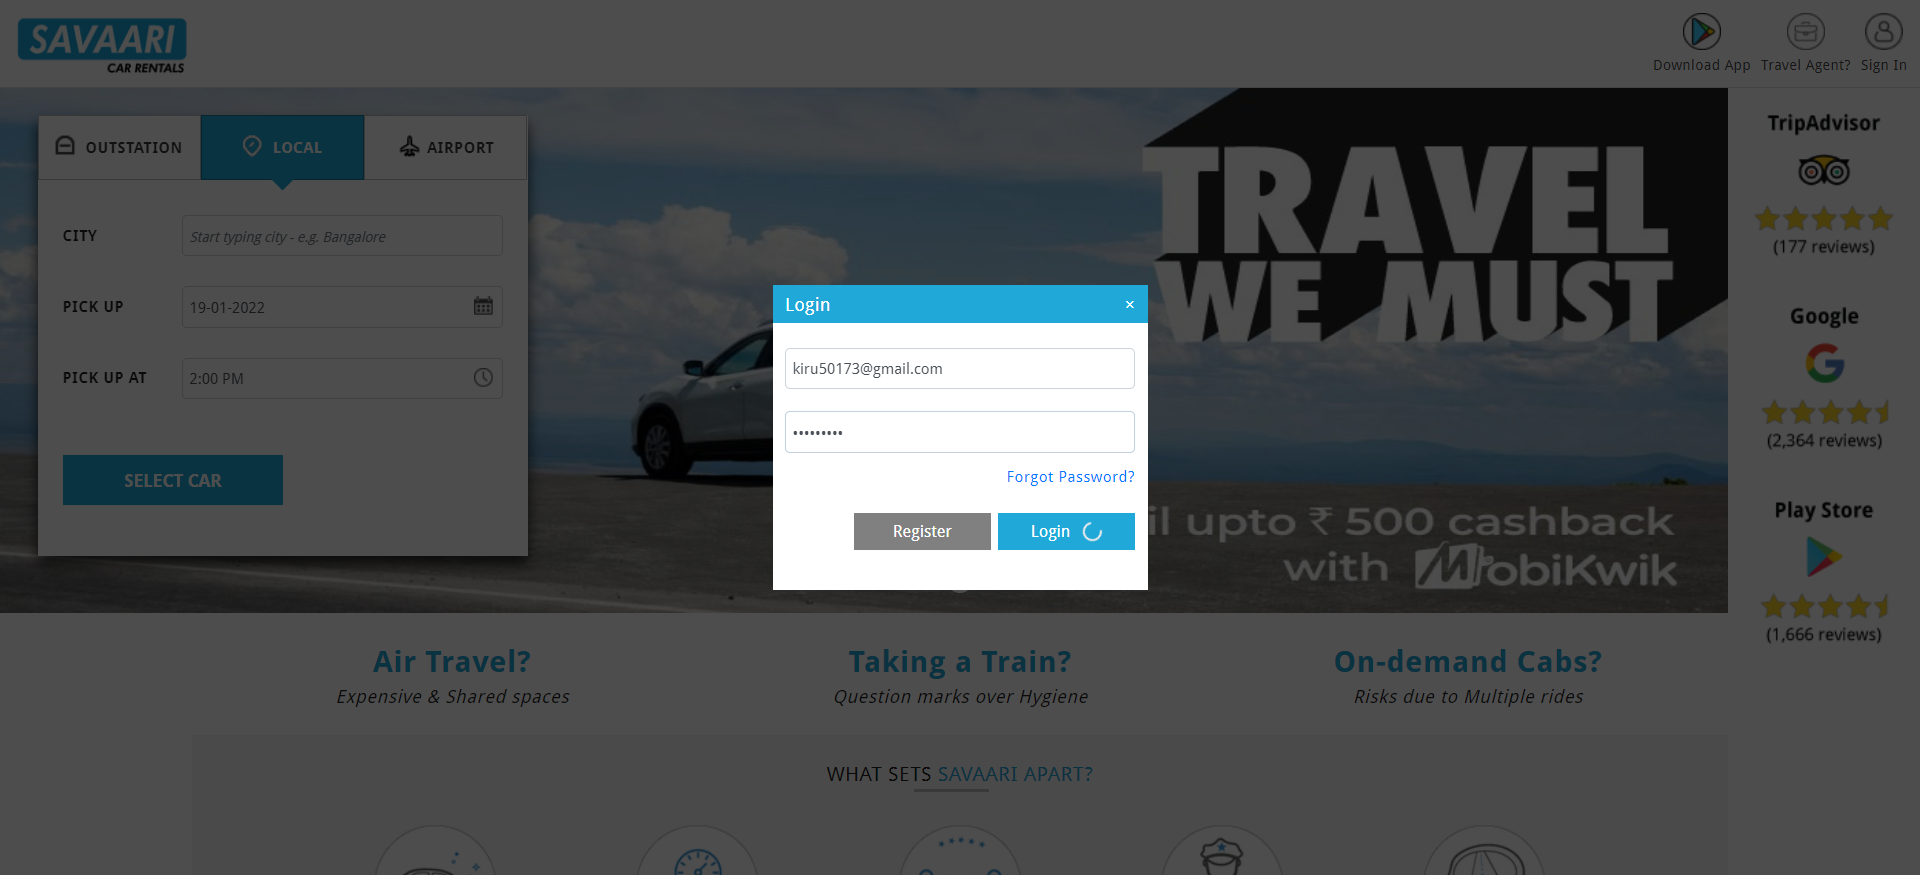 SAVAARI
CAR RENTALS
Download App
Travel Agent?
Sign In
OUTSTATION
LOCAL
AIRPORT
CITY
Start typing city - e.g. Bangalore
PICK UP
19-01-2022
PICK UP AT
2:00 PM
SELECT CAR
TRAVEL
WE MUST
upto ₹ 500 cashback
with MobiKwik
Login ×
kiru50173@gmail.com
•••••••••
Forgot Password?
Register
Login
TripAdvisor
(177 reviews)
Google
(2,364 reviews)
Play Store
(1,666 reviews)
Air Travel?
Expensive & Shared spaces
Taking a Train?
Question marks over Hygiene
On-demand Cabs?
Risks due to Multiple rides
WHAT SETS SAVAARI APART?